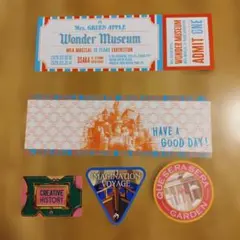 Mrs. GREEN APPLE
Wonder Museum
OSAKA
WONDER MUSEUM
ADMIT ONE
HAVE A
GOOD DAY!
CREATIVE
HISTORY
IMAGINATION
VOYAGE
QUE SERA SERA
GARDEN